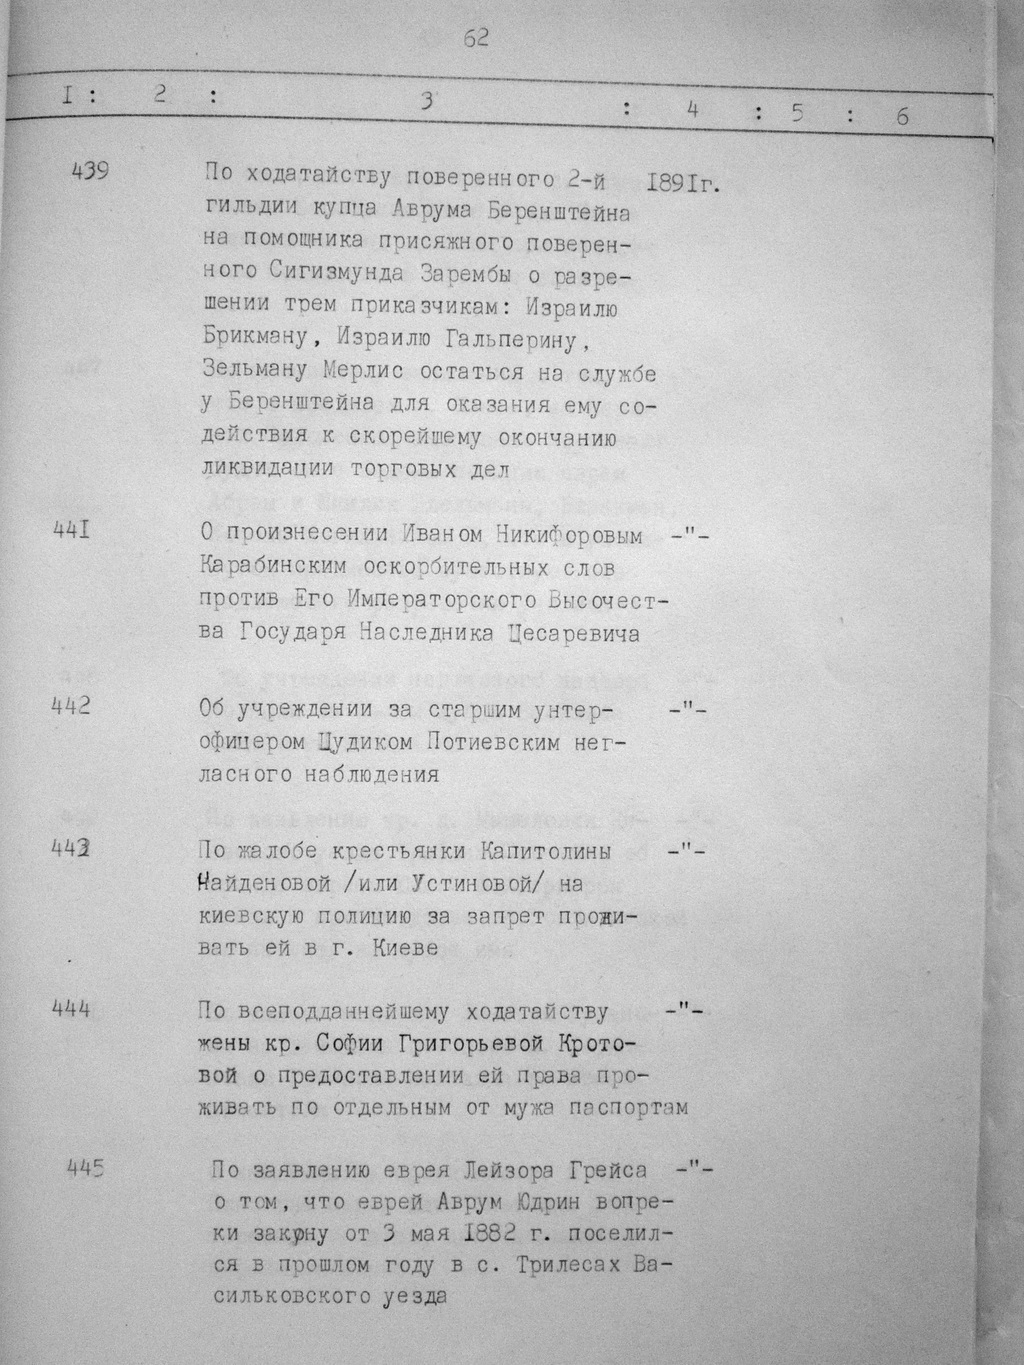 62
I : 2 : 3 : 4 : 5 : 6
439 По ходатайству поверенного 2-й 1891г.
гильдии купца Аврума Беренштейна
на помощника присяжного поверен-
ного Сигизмунда Зарембы о разре-
шении трем приказчикам: Израилю
Брикману, Израилю Гальперину,
Зельману Мерлис остаться на службе
у Беренштейна для оказания ему со-
действия к скорейшему окончанию
ликвидации торговых дел
441 О произнесении Иваном Никифоровым -"-
Карабинским оскорбительных слов
против Его Императорского Высочест-
ва Государя Наследника Цесаревича
442 Об учреждении за старшим унтер- -"-
офицером Цудиком Потиевским нег-
ласного наблюдения
443 По жалобе крестьянки Капитолины -"-
Найденовой /или Устиновой/ на
киевскую полицию за запрет прожи-
вать ей в г. Киеве
444 По всеподданнейшему ходатайству -"-
жены кр. Софии Григорьевой Крото-
вой о предоставлении ей права про-
живать по отдельным от мужа паспортам
445 По заявлению еврея Лейзора Грейса -"-
о том, что еврей Аврум Юдрин вопре-
ки закону от 3 мая 1882 г. поселил-
ся в прошлом году в с. Трилесах Ва-
сильковского уезда